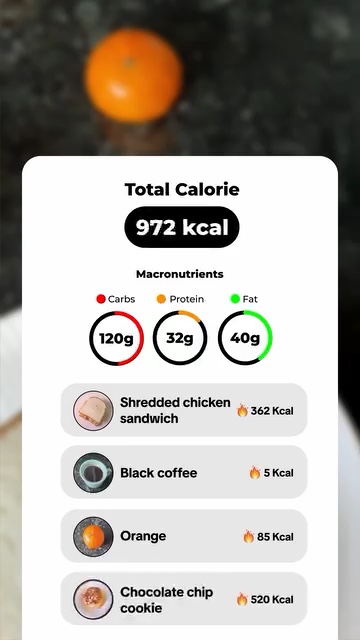 Total Calorie
972 kcal
Macronutrients
Carbs
Protein
Fat
120g
32g
40g
Shredded chicken
sandwich
362 Kcal
Black coffee
5 Kcal
Orange
85 Kcal
Chocolate chip
cookie
520 Kcal